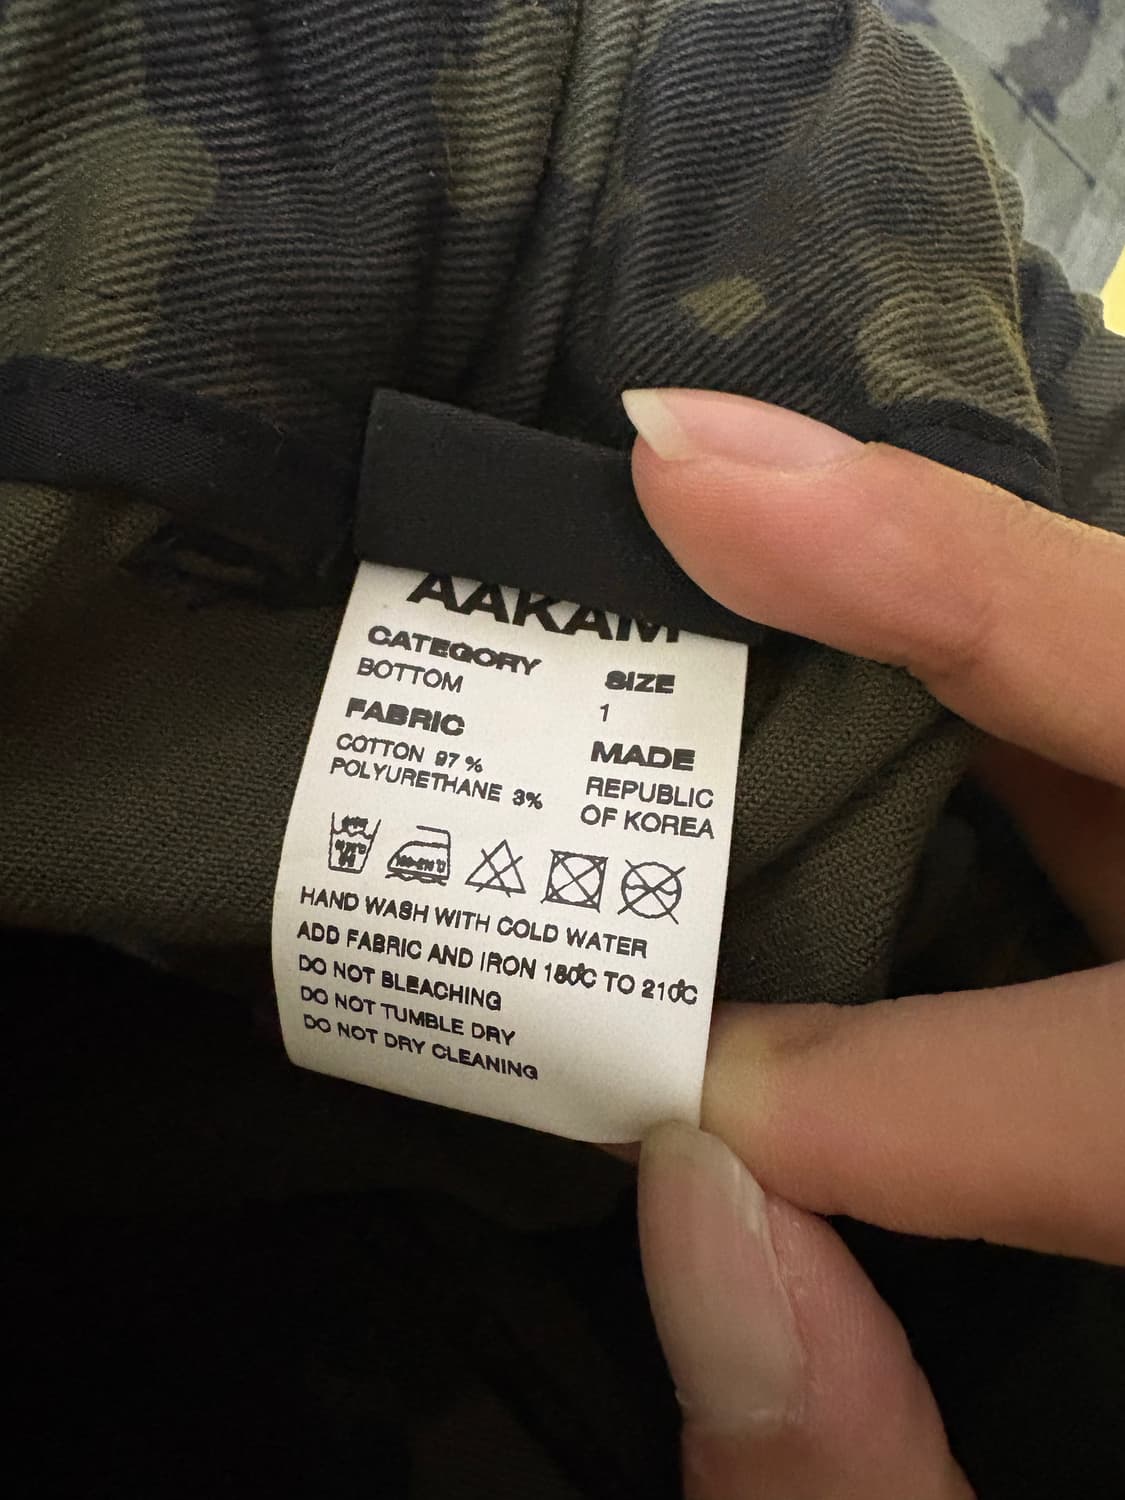 AAKAM
CATEGORY
BOTTOM
FABRIC
COTTON 97 %
POLYURETHANE 3%
SIZE
1
MADE
REPUBLIC
OF KOREA
HAND WASH WITH COLD WATER
ADD FABRIC AND IRON 180℃ TO 210℃
DO NOT BLEACHING
DO NOT TUMBLE DRY
DO NOT DRY CLEANING